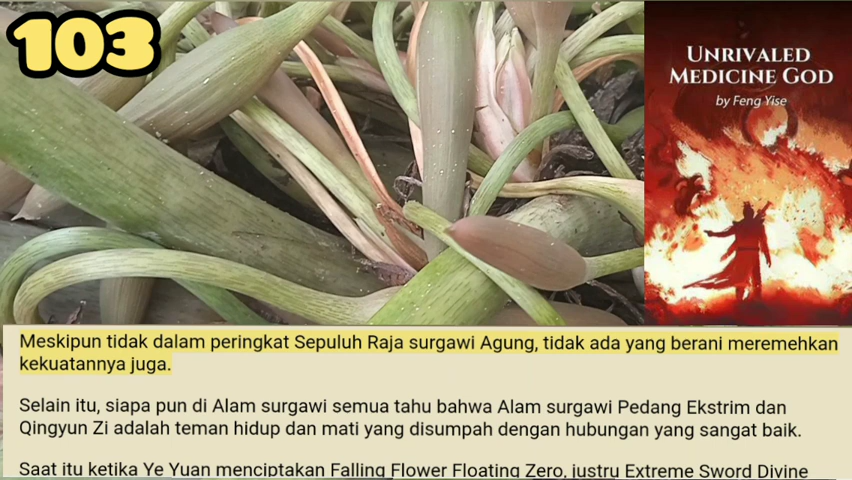 103
UNRIVALED
MEDICINE GOD
by Feng Yise
Meskipun tidak dalam peringkat Sepuluh Raja surgawi Agung, tidak ada yang berani meremehkan
kekuatannya juga.
Selain itu, siapa pun di Alam surgawi semua tahu bahwa Alam surgawi Pedang Ekstrim dan
Qingyun Zi adalah teman hidup dan mati yang disumpah dengan hubungan yang sangat baik.
Saat itu ketika Ye Yuan menciptakan Falling Flower Floating Zero, justru Extreme Sword Divine